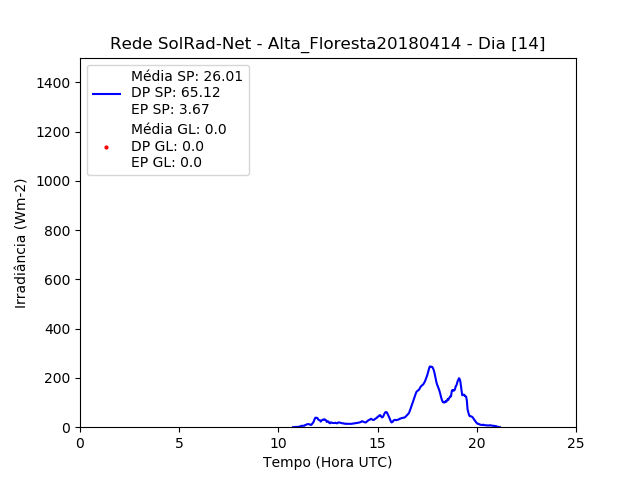 Rede SolRad-Net - Alta_Floresta20180414 - Dia [14]
Média SP: 26.01
DP SP: 65.12
EP SP: 3.67
Média GL: 0.0
DP GL: 0.0
EP GL: 0.0
1400
1200
1000
800
600
400
200
0
Irradiância (Wm-2)
0 5 10 15 20 25
Tempo (Hora UTC)